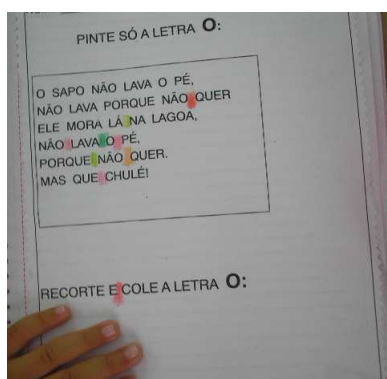 PINTE SÓ A LETRA O:
O SAPO NÃO LAVA O PÉ,
NÃO LAVA PORQUE NÃO QUER
ELE MORA LÁ NA LAGOA,
NÃO LAVA O PÉ,
PORQUE NÃO QUER.
MAS QUE CHULÉ!
RECORTE E COLE A LETRA O: